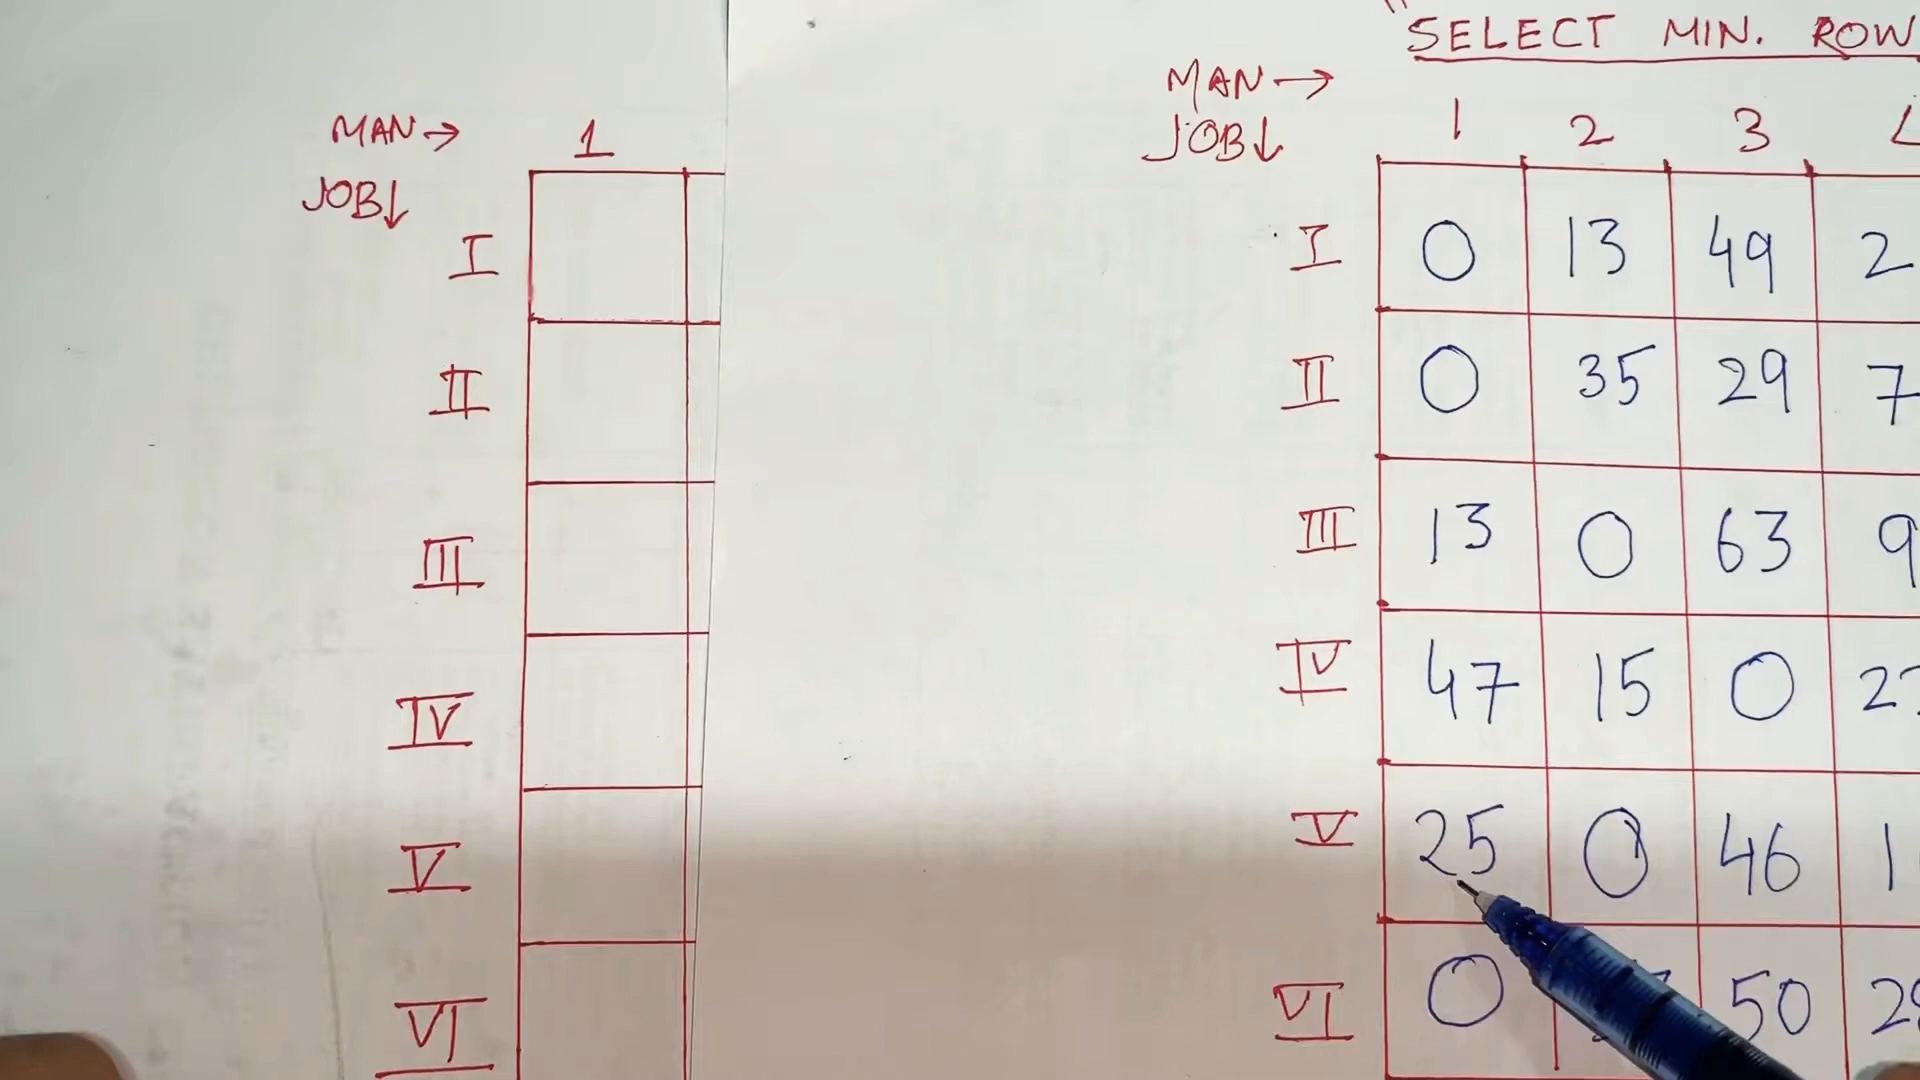 "SELECT MIN. ROW
MAN→
JOB↓
1
I
II
III
IV
V
VI
MAN→
JOB↓
1 2 3
I 0 13 49 2
II 0 35 29 7
III 13 0 63 9
IV 47 15 0
V 25 0 46 1
VI 0 50